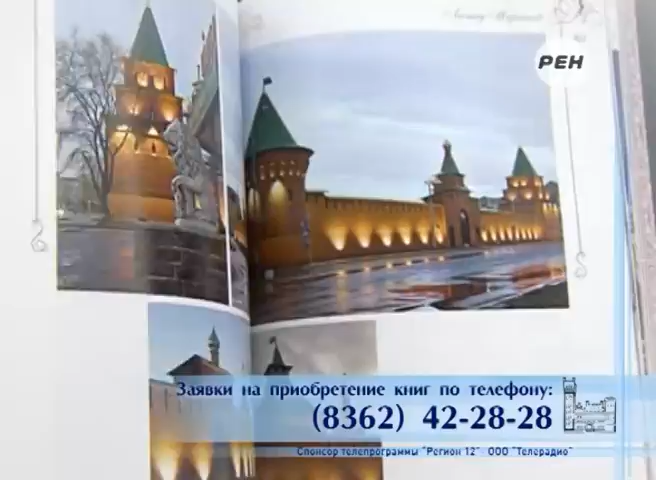 РЕН
Заявки на приобретение книг по телефону:
(8362) 42-28-28
Спонсор телепрограммы "Регион 12" ООО "Телерадио"